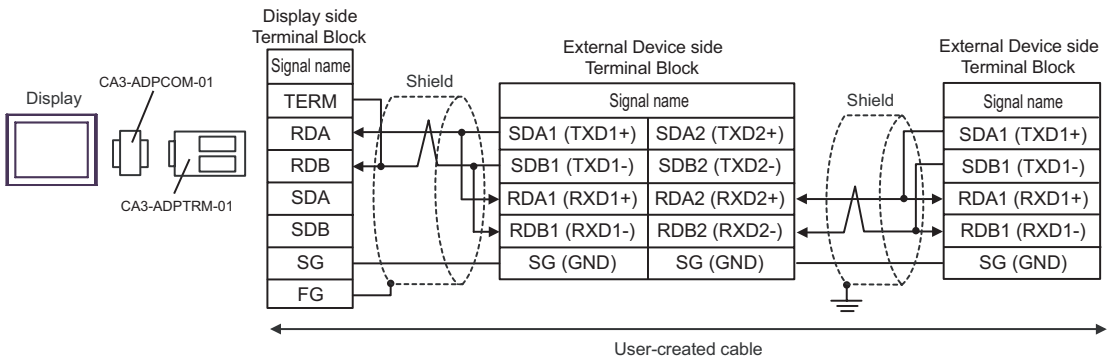 Display side
Terminal Block
External Device side
Terminal Block
External Device side
Terminal Block
Display
CA3-ADPCOM-01
CA3-ADPTRM-01
Shield
Shield
Signal name
TERM
RDA
RDB
SDA
SDB
SG
FG
Signal name
SDA1 (TXD1+) SDA2 (TXD2+)
SDB1 (TXD1-) SDB2 (TXD2-)
RDA1 (RXD1+) RDA2 (RXD2+)
RDB1 (RXD1-) RDB2 (RXD2-)
SG (GND) SG (GND)
Signal name
SDA1 (TXD1+)
SDB1 (TXD1-)
RDA1 (RXD1+)
RDB1 (RXD1-)
SG (GND)
User-created cable